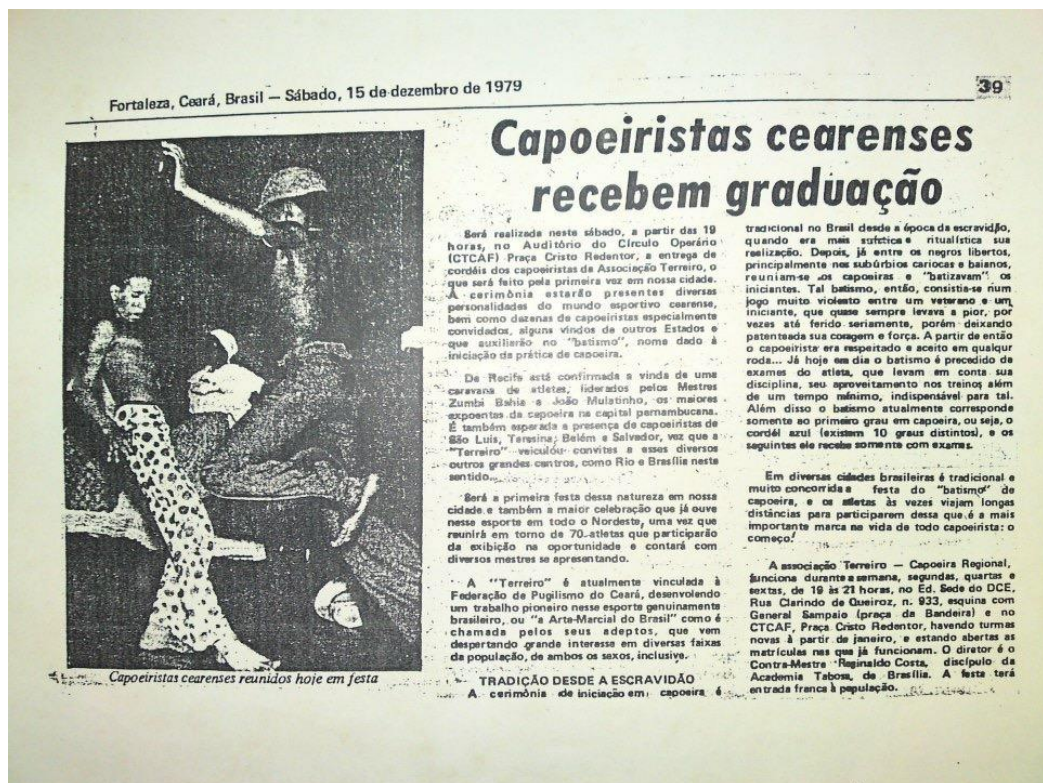 Fortaleza, Ceará, Brasil — Sábado, 15 de dezembro de 1979
39
Capoeiristas cearenses
recebem graduação
Será realizada neste sábado, a partir das 19
horas, no Auditório do Círculo Operário
(CTCAF) Praça Cristo Redentor, a entrega de
cordéis dos capoeiristas da Associação Terreiro, o
que será feito pela primeira vez em nossa cidade.
À cerimônia estarão presentes diversas
personalidades do mundo esportivo cearense,
bem como dezenas de capoeiristas especialmente
convidados, alguns vindos de outros Estados e
que auxiliarão no "batismo", nome dado à
iniciação da prática de capoeira.
De Recife está confirmada a vinda de uma
caravana de atletas, liderados pelos Mestres
Zumbi Bahia e João Mulatinho, os maiores
expoentes da capoeira na capital pernambucana.
É também esperada a presença de capoeiristas de
São Luís, Teresina, Belém e Salvador, vez que a
"Terreiro" veiculou convites a esses diversos
outros grandes centros, como Rio e Brasília neste
sentido.
Será a primeira festa dessa natureza em nossa
cidade e também a maior celebração que já ouve
nesse esporte em todo o Nordeste, uma vez que
reunirá em torno de 70 atletas que participarão
da exibição na oportunidade e contará com
diversos mestres se apresentando.
A "Terreiro" é atualmente vinculada à
Federação de Pugilismo do Ceará, desenvolendo
um trabalho pioneiro nesse esporte genuinamente
brasileiro, ou "a Arte-Marcial do Brasil" como é
chamada pelos seus adeptos, que vem
despertando grande interesse em diversas faixas
da população, de ambos os sexos, inclusive.
TRADIÇÃO DESDE A ESCRAVIDÃO
A cerimônia de iniciação em capoeira é
tradicional no Brasil desde a época da escravidão,
quando era mais e ritualística sua
realização. Depois, já entre os negros libertos,
principalmente nos subúrbios cariocas e baianos,
reuniam-se os capoeiras e "batizavam" os
iniciantes. Tal batismo, então, consistia-se num
jogo muito violento entre um veterano e um
iniciante, que quase sempre levava a pior, por
vezes até ferido seriamente, porém deixando
patenteada sua coragem e força. A partir de então
o capoeirista era respeitado e aceito em qualqur
roda... Já hoje em dia o batismo é precedido de
exames do atleta, que levam em conta sua
disciplina, seu aproveitamento nos treinos além
de um tempo mínimo, indispensável para tal.
Além disso o batismo atualmente corresponde
somente ao primeiro grau em capoeira, ou seja, o
cordél azul (existem 10 graus distintos), e os
seguintes ele recebe somente com exames.
Em diversas cidades brasileiras é tradicional e
muito concorrida a festa do "batismo" de
capoeira, e os atletas às vezes viajam longas
distâncias para participarem dessa que é a mais
importante marca na vida de todo capoeirista: o
começo!
A associação Terreiro — Capoeira Regional,
funciona durante a semana, segundas, quartas e
sextas, de 19 às 21 horas, no Ed. Sede do DCE,
Rua Clarindo de Queiroz, n. 933, esquina com
General Sampaio (praça da Bandeira) e no
CTCAF, Praça Cristo Redentor, havendo turmas
novas à partir de janeiro, e estando abertas as
matrículas nas que já funcionam. O diretor é o
Contra-Mestre Reginaldo Costa, discípulo da
Academia Tabosa, de Brasília. A festa terá
entrada franca à população.
Capoeiristas cearenses reunidos hoje em festa